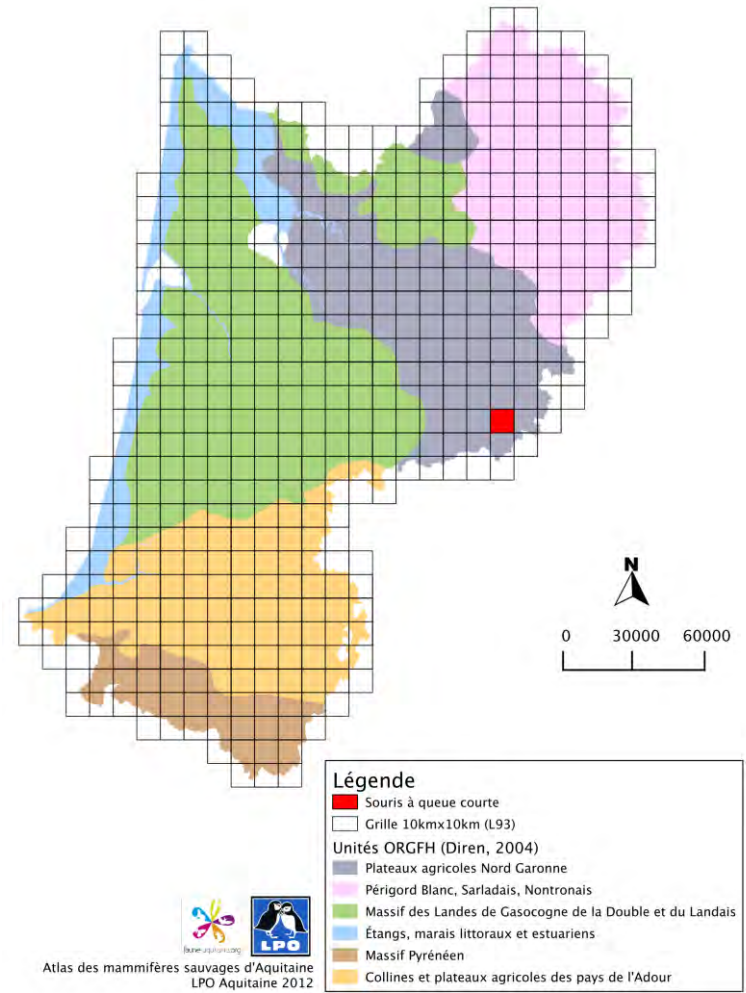 N
0 30000 60000
Légende
Souris à queue courte
Grille 10kmx10km (L93)
Unités ORGFH (Diren, 2004)
Plateaux agricoles Nord Garonne
Périgord Blanc, Sarladais, Nontronais
Massif des Landes de Gasocogne de la Double et du Landais
Étangs, marais littoraux et estuariens
Massif Pyrénéen
Collines et plateaux agricoles des pays de l'Adour
faune-aquitaine.org
LPO
Atlas des mammifères sauvages d'Aquitaine
LPO Aquitaine 2012